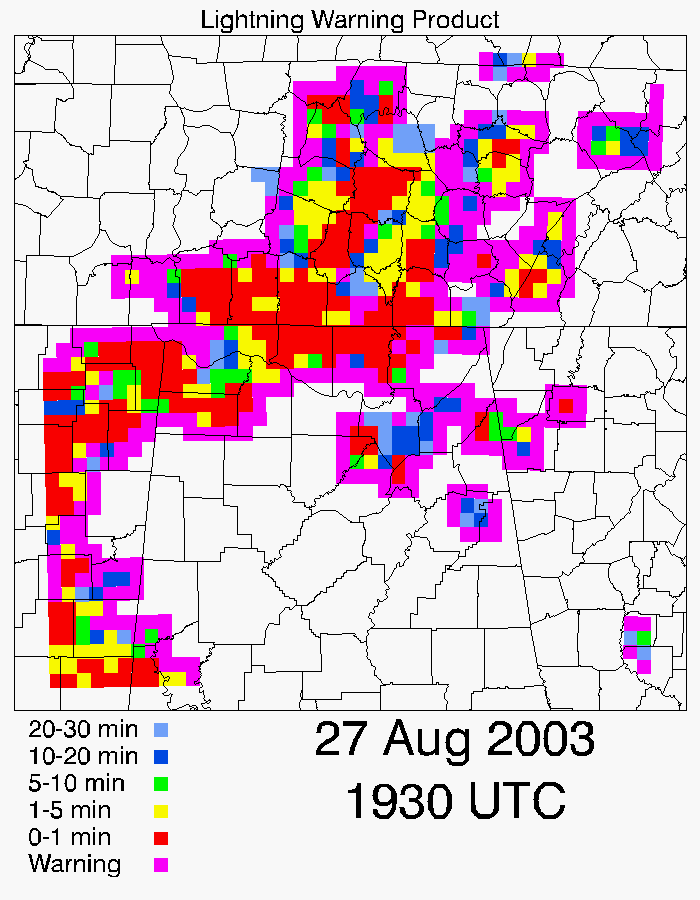 Lightning Warning Product
20-30 min
10-20 min
5-10 min
1-5 min
0-1 min
Warning
27 Aug 2003
1930 UTC